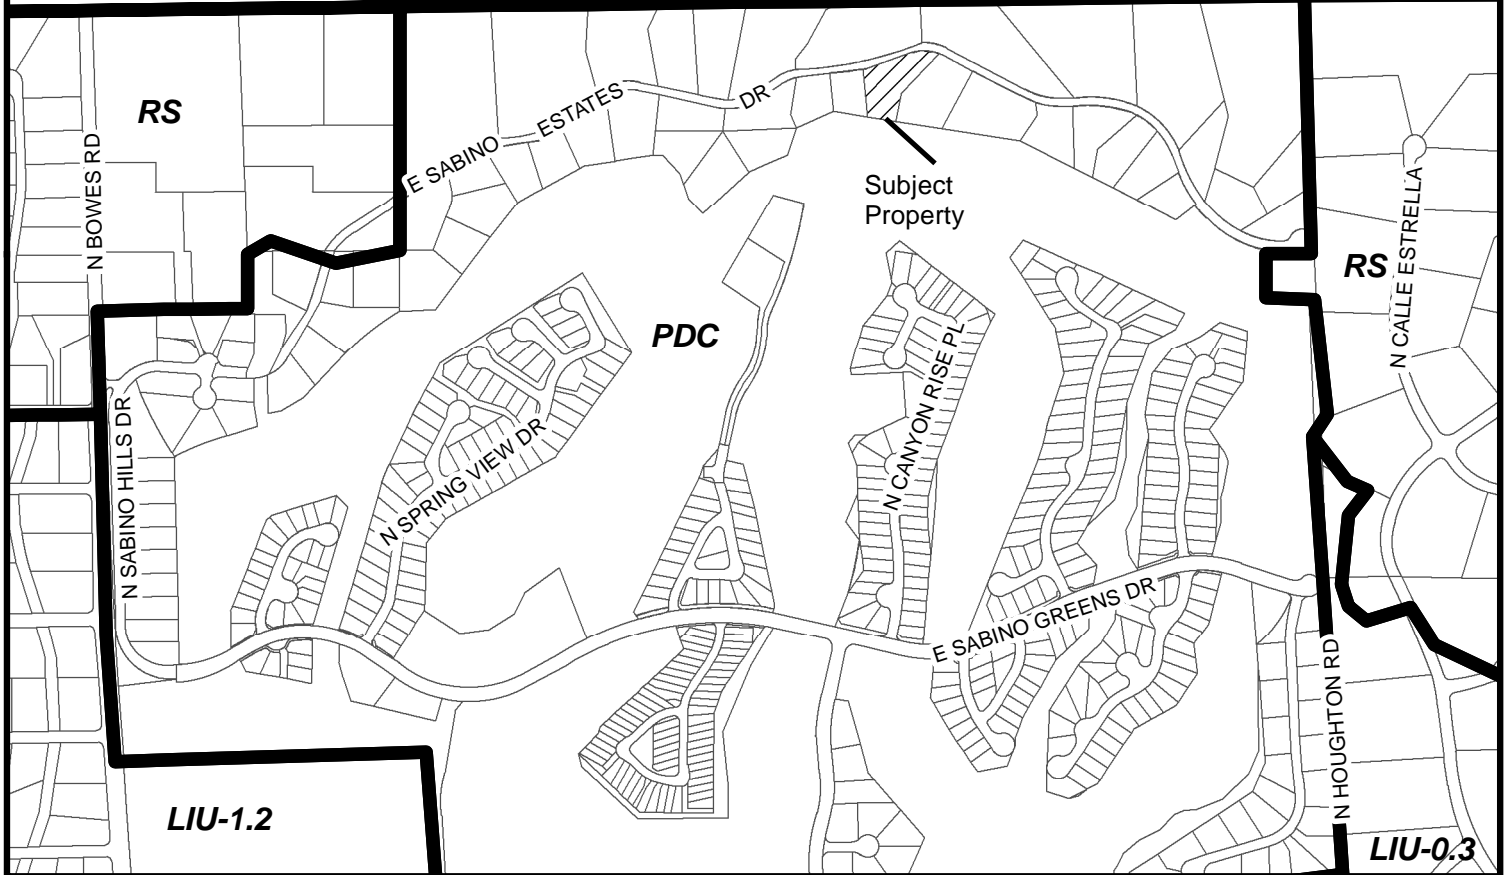 RS
N BOWES RD
E SABINO ESTATES DR
Subject
Property
RS
N CALLE ESTRELLA
PDC
N CANYON RISE PL
N SABINO HILLS DR
N SPRING VIEW DR
E SABINO GREENS DR
N HOUGHTON RD
LIU-1.2
LIU-0.3